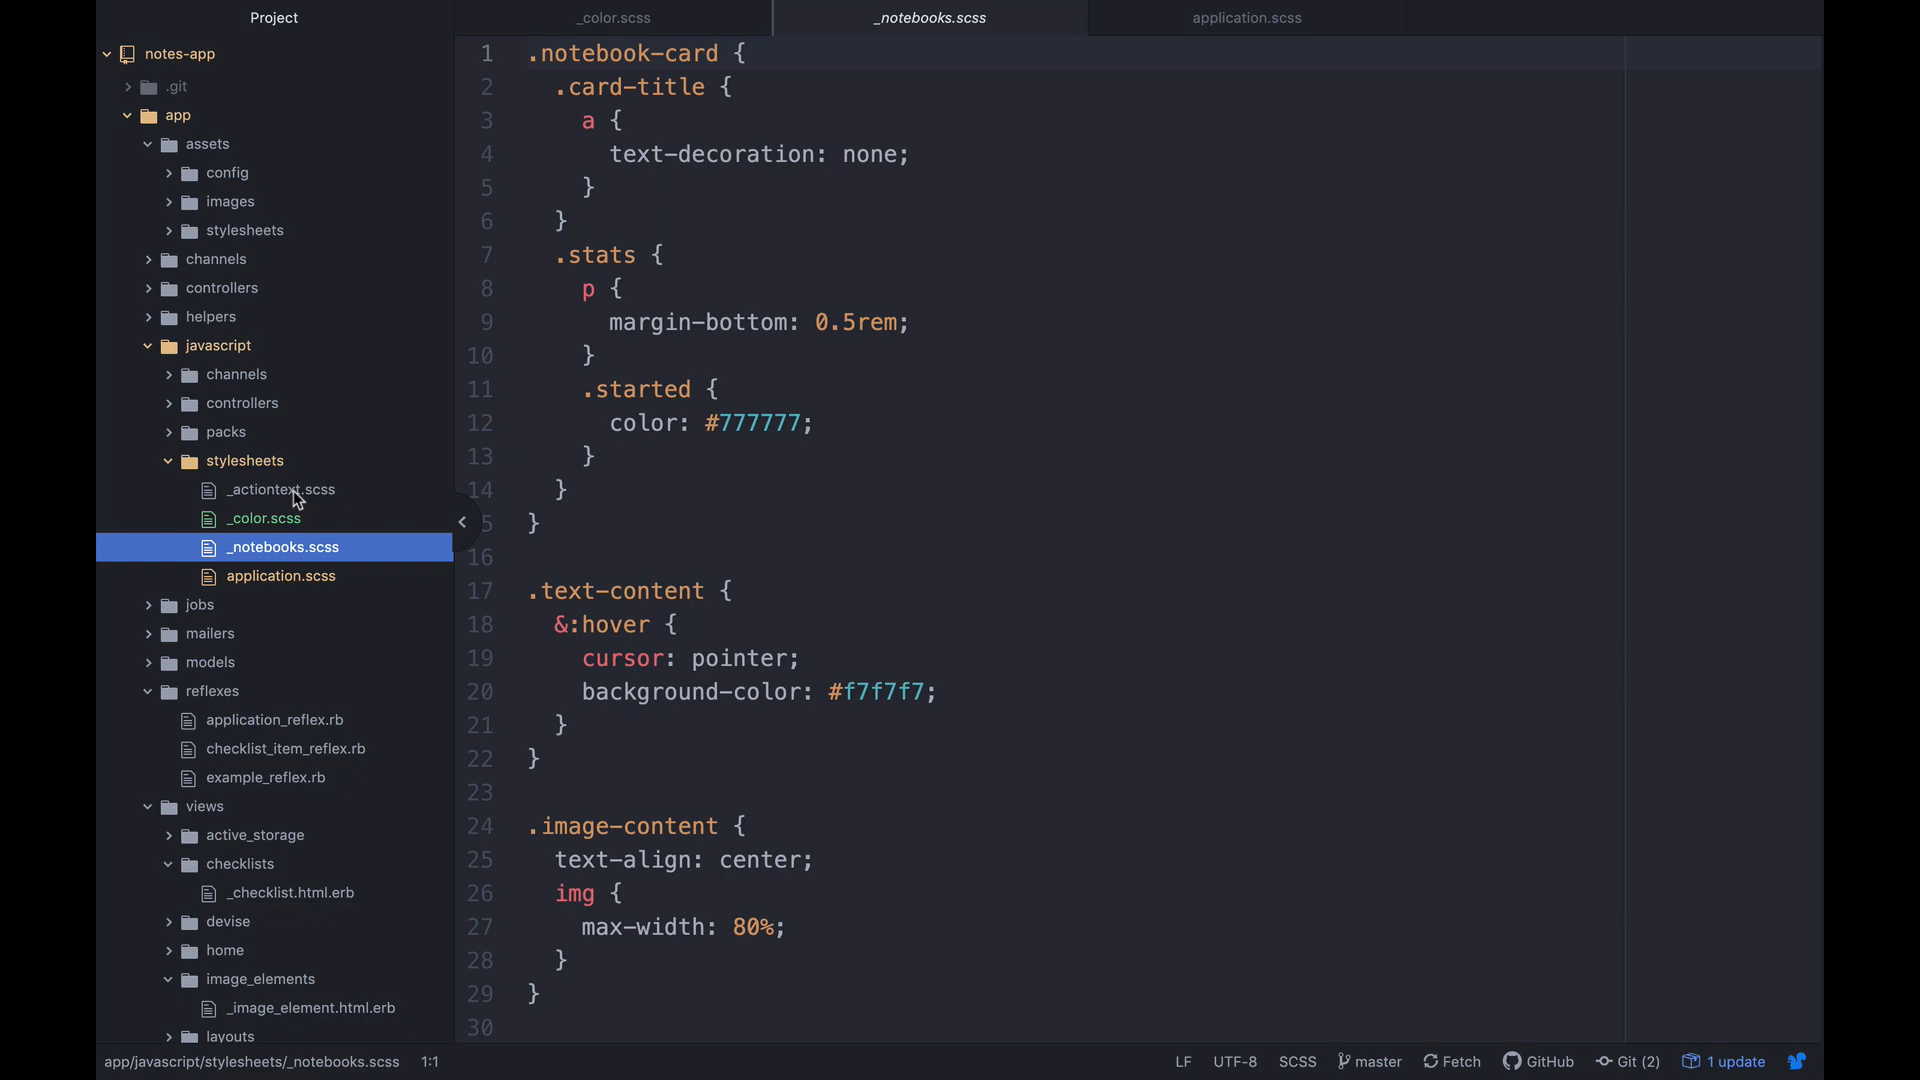 Project
notes-app
.git
app
assets
config
images
stylesheets
channels
controllers
helpers
javascript
channels
controllers
packs
stylesheets
_actiontext.scss
_color.scss
_notebooks.scss
application.scss
jobs
mailers
models
reflexes
application_reflex.rb
checklist_item_reflex.rb
example_reflex.rb
views
active_storage
checklists
_checklist.html.erb
devise
home
image_elements
_image_element.html.erb
layouts
_color.scss _notebooks.scss application.scss
1 .notebook-card {
2 .card-title {
3 a {
4 text-decoration: none;
5 }
6 }
7 .stats {
8 p {
9 margin-bottom: 0.5rem;
10 }
11 .started {
12 color: #777777;
13 }
14 }
5 }
16
17 .text-content {
18 &:hover {
19 cursor: pointer;
20 background-color: #f7f7f7;
21 }
22 }
23
24 .image-content {
25 text-align: center;
26 img {
27 max-width: 80%;
28 }
29 }
30
app/javascript/stylesheets/_notebooks.scss 1:1 LF UTF-8 SCSS master Fetch GitHub Git (2) 1 update